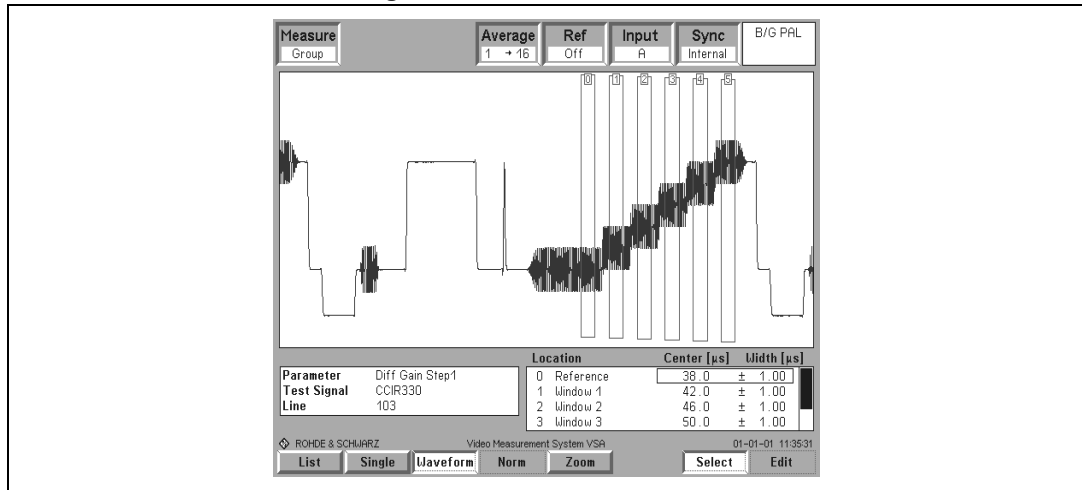 Measure
Group
Average
1 → 16
Ref
Off
Input
A
Sync
Internal
B/G PAL
0 1 2 3 4 5
Parameter Diff Gain Step1
Test Signal CCIR330
Line 103
Location Center [µs] Width [µs]
0 Reference 38.0 ± 1.00
1 Window 1 42.0 ± 1.00
2 Window 2 46.0 ± 1.00
3 Window 3 50.0 ± 1.00
ROHDE & SCHWARZ Video Measurement System VSA 01-01-01 11:35:31
List Single Waveform Norm Zoom Select Edit